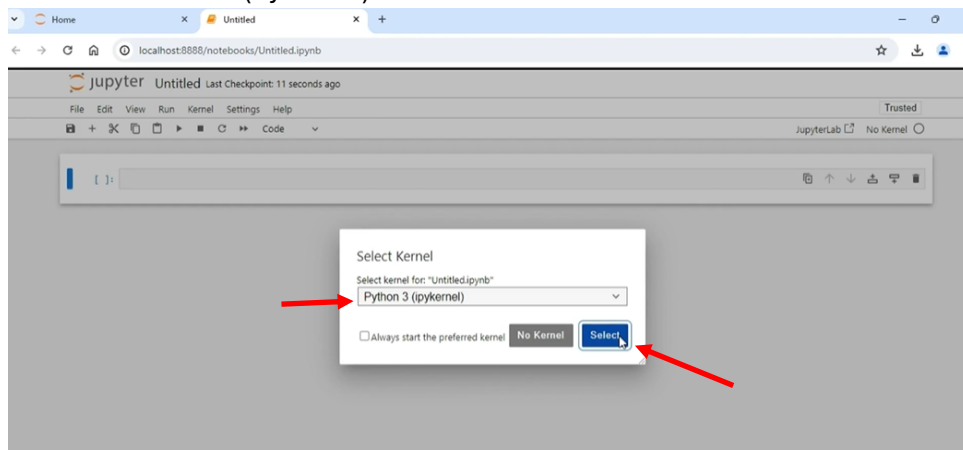 Home
Untitled
localhost:8888/notebooks/Untitled.ipynb
jupyter Untitled Last Checkpoint: 11 seconds ago
File Edit View Run Kernel Settings Help
Trusted
Code
JupyterLab No Kernel
[ ]:
Select Kernel
Select kernel for: "Untitled.ipynb"
Python 3 (ipykernel)
Always start the preferred kernel No Kernel Select